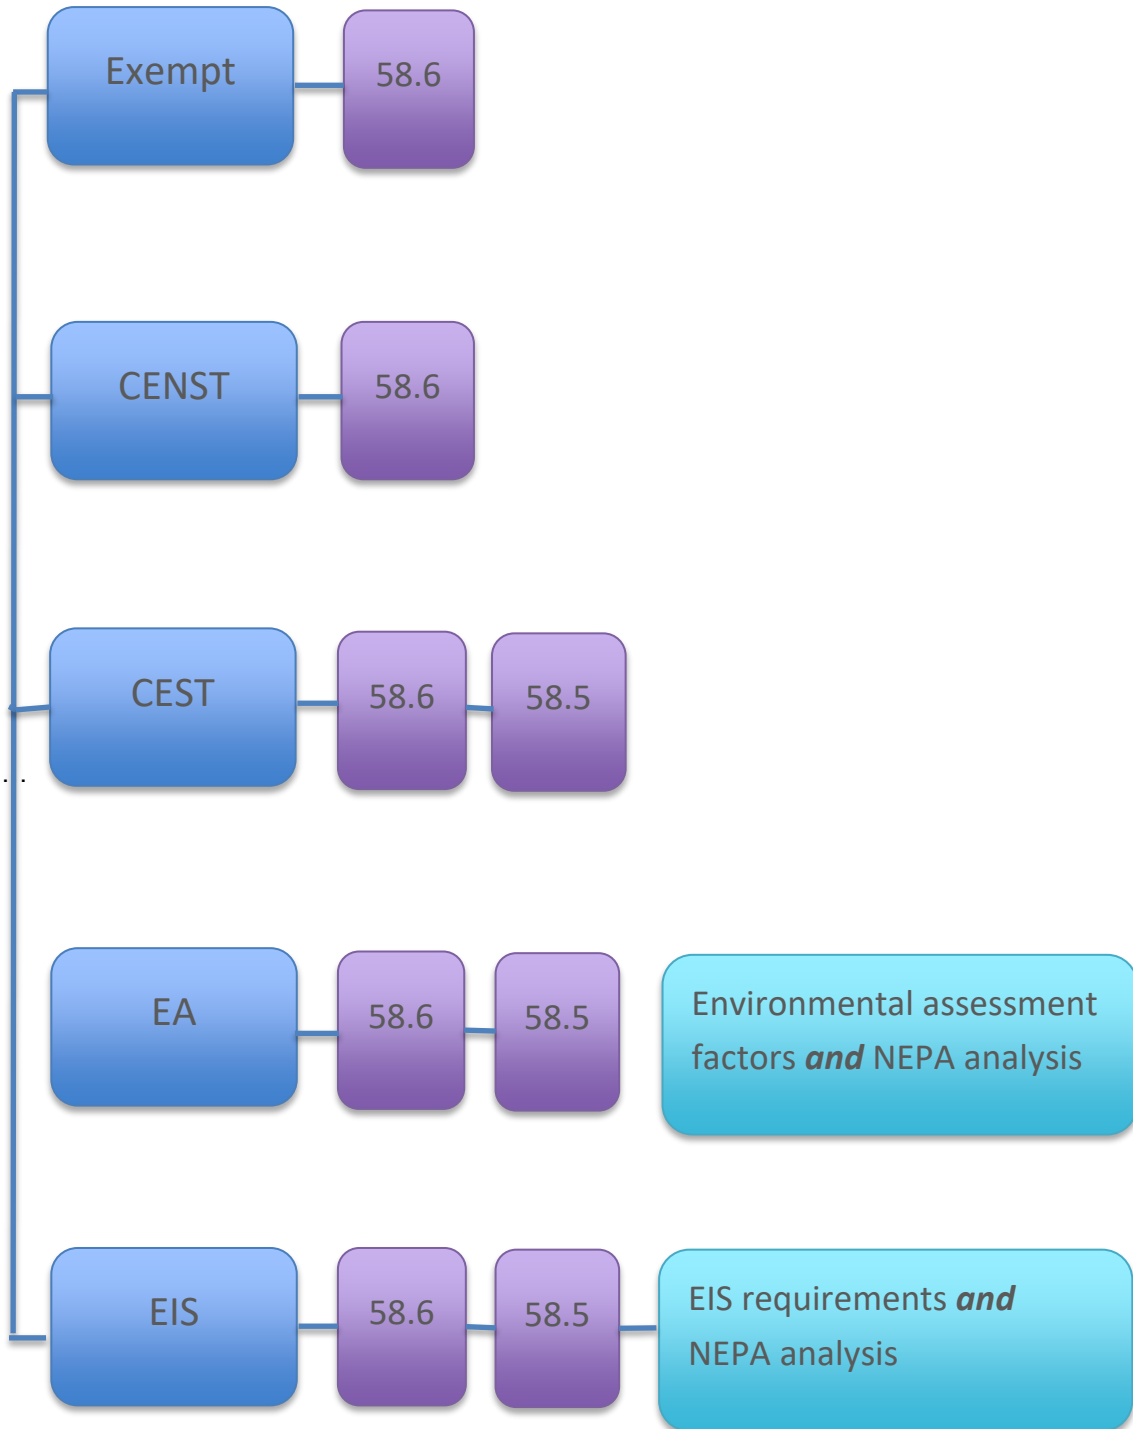 Exempt
58.6
CENST
58.6
CEST
58.6
58.5
..
EA
58.6
58.5
Environmental assessment
factors and NEPA analysis
EIS
58.6
58.5
EIS requirements and
NEPA analysis